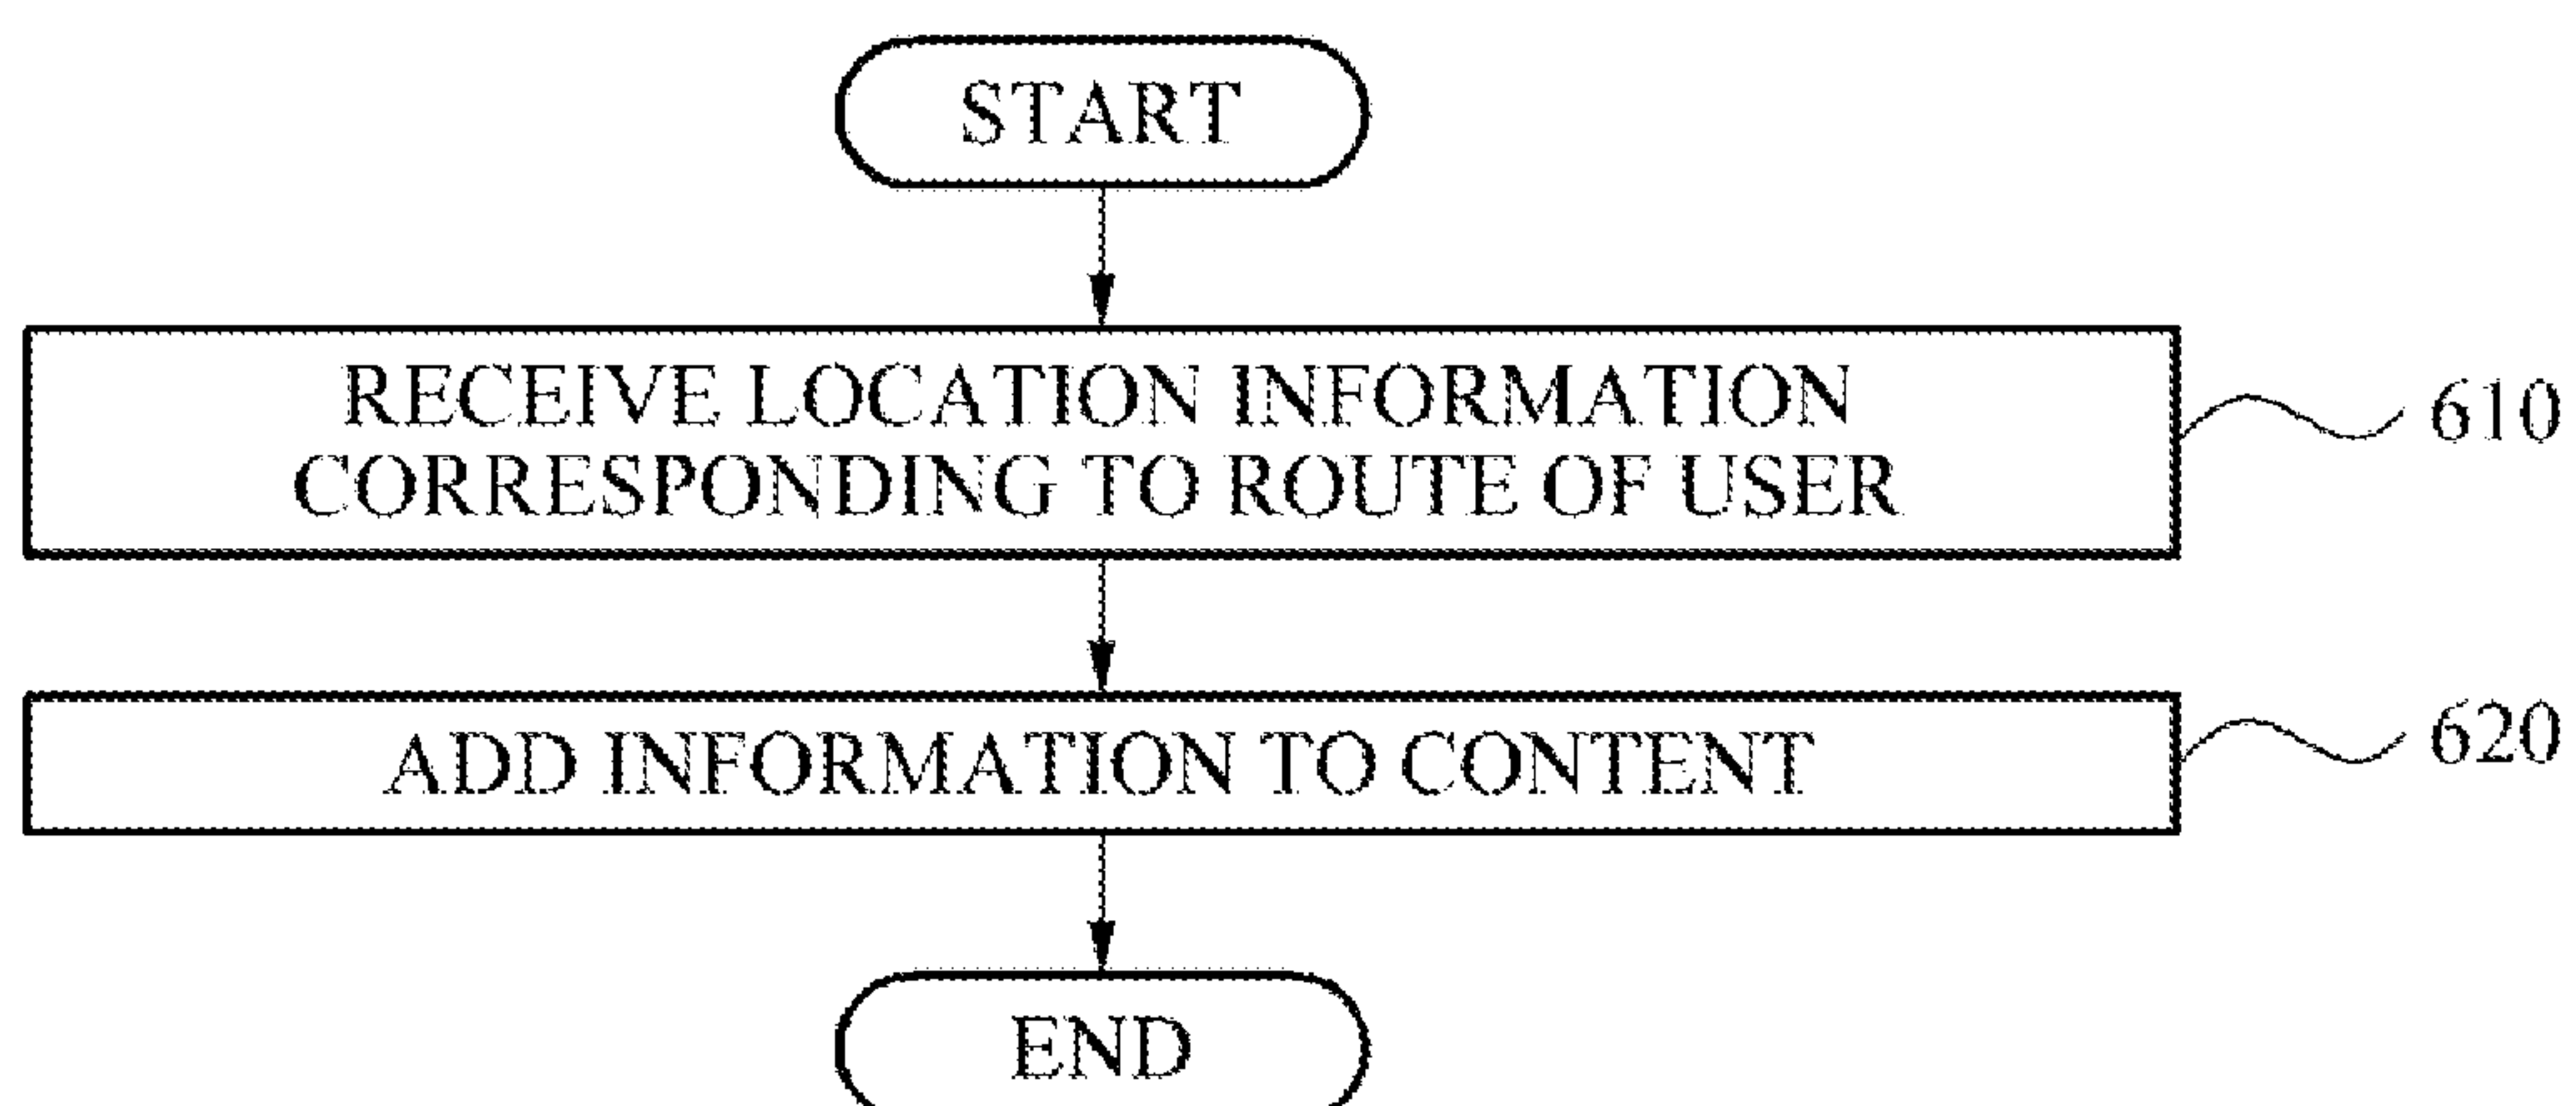 START
RECEIVE LOCATION INFORMATION
CORRESPONDING TO ROUTE OF USER
610
ADD INFORMATION TO CONTENT
620
END